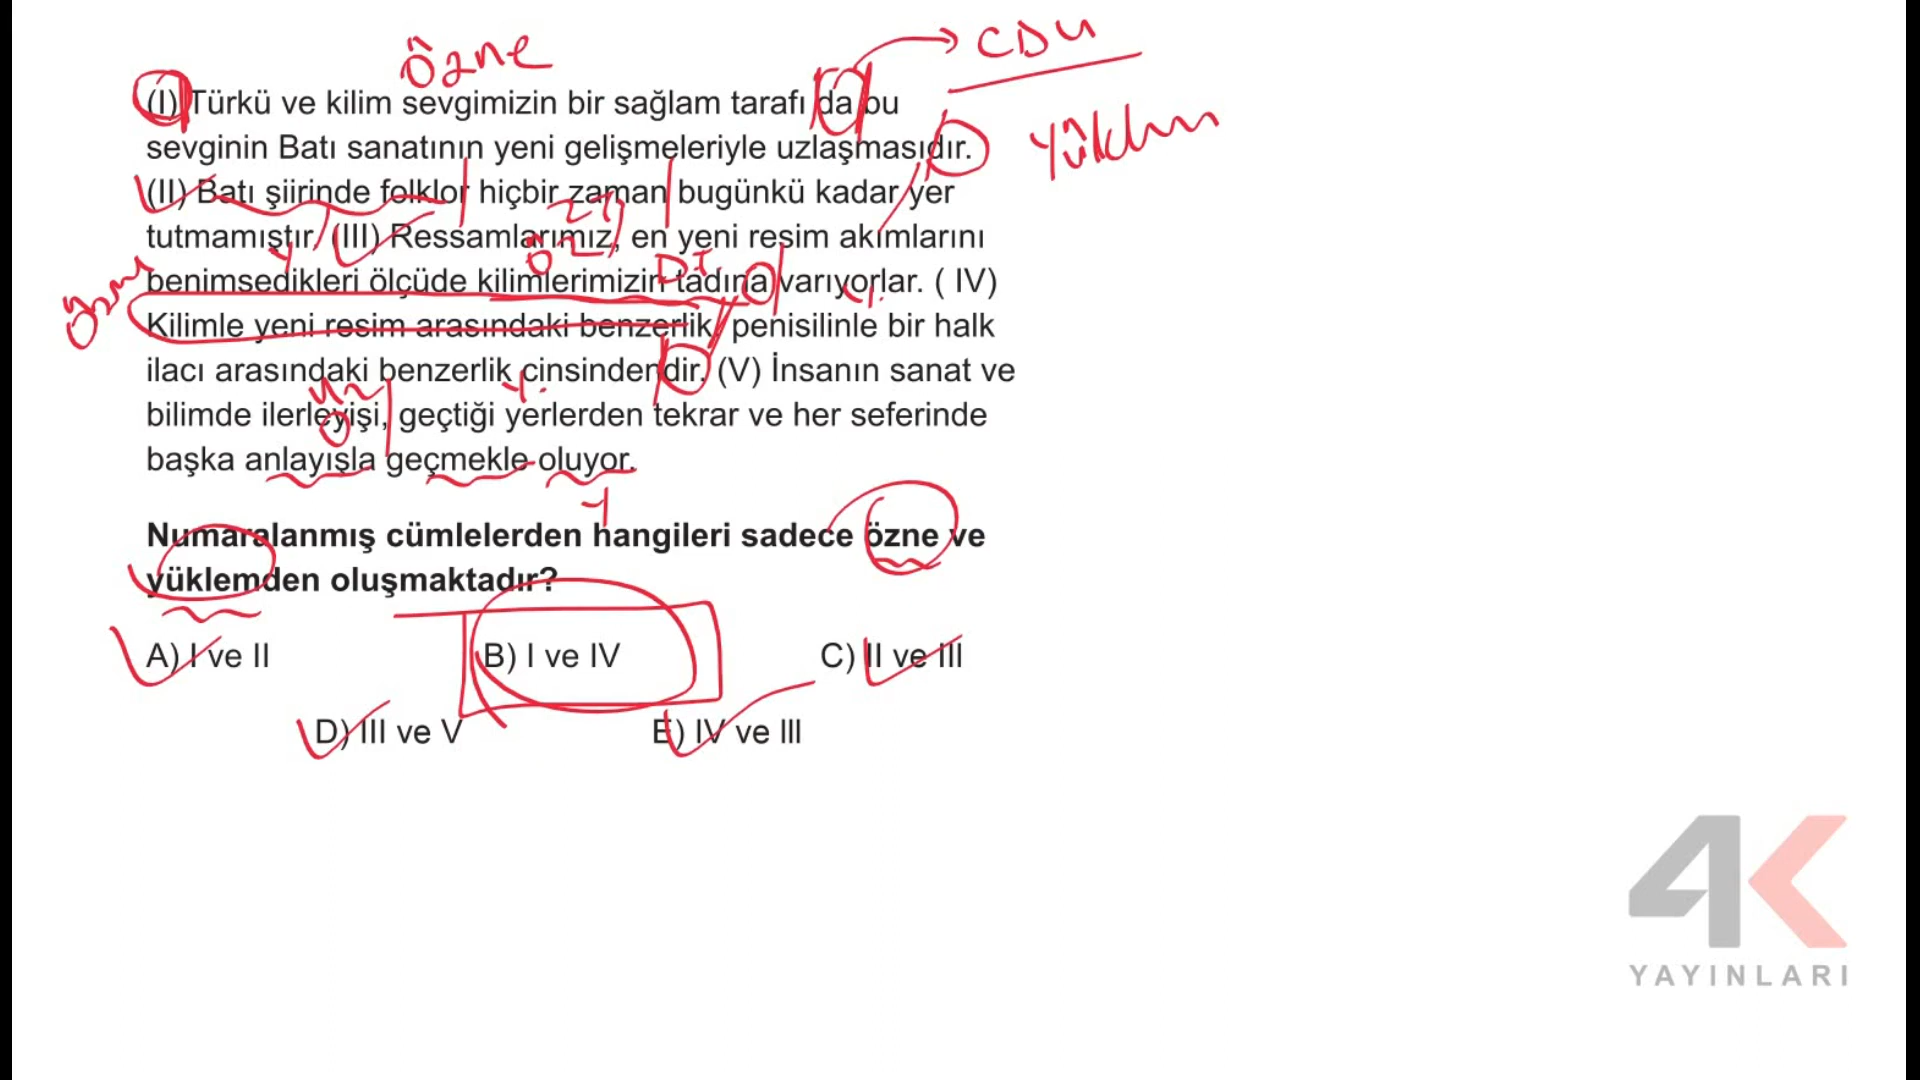 Özne
CDU
(I) Türkü ve kilim sevgimizin bir sağlam tarafı da bu
sevginin Batı sanatının yeni gelişmeleriyle uzlaşmasıdır.
yüklem
(II) Batı şiirinde folklor hiçbir zaman bugünkü kadar yer
tutmamıştır. (III) Ressamlarımız, en yeni resim akımlarını
benimsedikleri ölçüde kilimlerimizin tadına varıyorlar. ( IV)
özne
Kilimle yeni resim arasındaki benzerlik, penisilinle bir halk
ilacı arasındaki benzerlik cinsindendir. (V) İnsanın sanat ve
bilimde ilerleyişi, geçtiği yerlerden tekrar ve her seferinde
başka anlayışla geçmekle oluyor.
Numaralanmış cümlelerden hangileri sadece özne ve
yüklemden oluşmaktadır?
A) I ve II B) I ve IV C) II ve III
D) III ve V E) IV ve III
4K
YAYINLARI